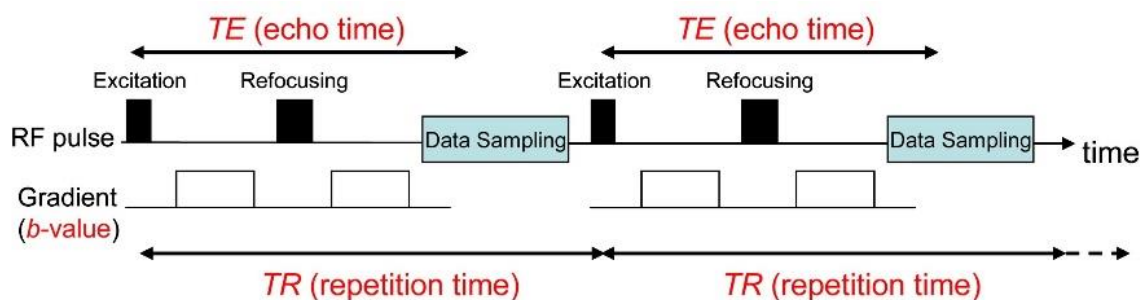 TE (echo time)
TE (echo time)
Excitation
Refocusing
Excitation
Refocusing
RF pulse
Data Sampling
Data Sampling
time
Gradient
(b-value)
TR (repetition time)
TR (repetition time)